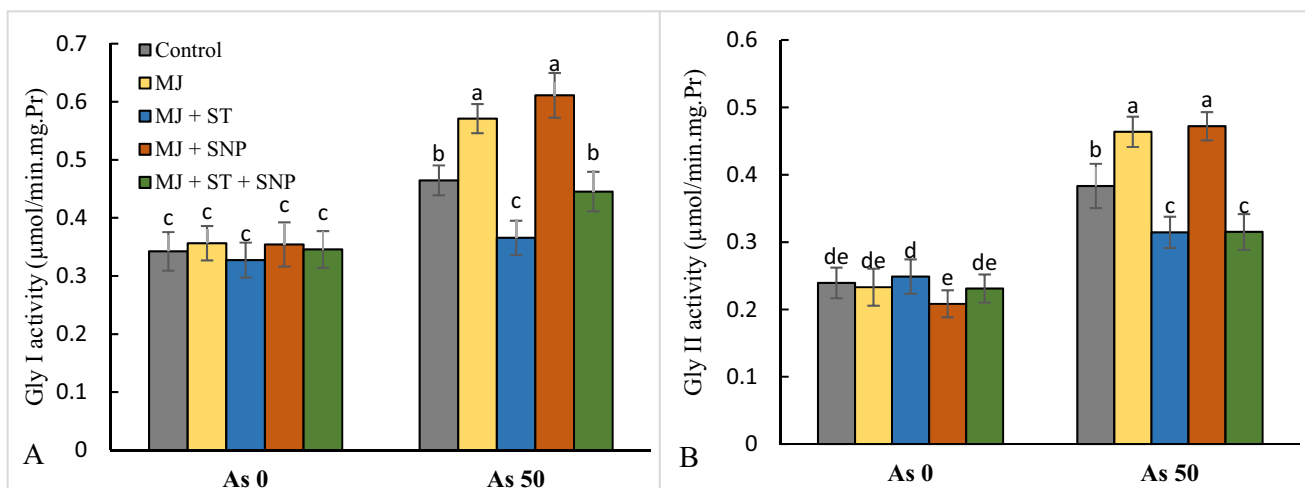 0.7
0.6
0.5
0.4
0.3
0.2
0.1
0
Gly I activity (µmol/min.mg.Pr)
Control
MJ
MJ + ST
MJ + SNP
MJ + ST + SNP
c c c c c
b a c a b
A
As 0 As 50
0.6
0.5
0.4
0.3
0.2
0.1
0
Gly II activity (µmol/min.mg.Pr)
de de d e de
b a c a c
B
As 0 As 50